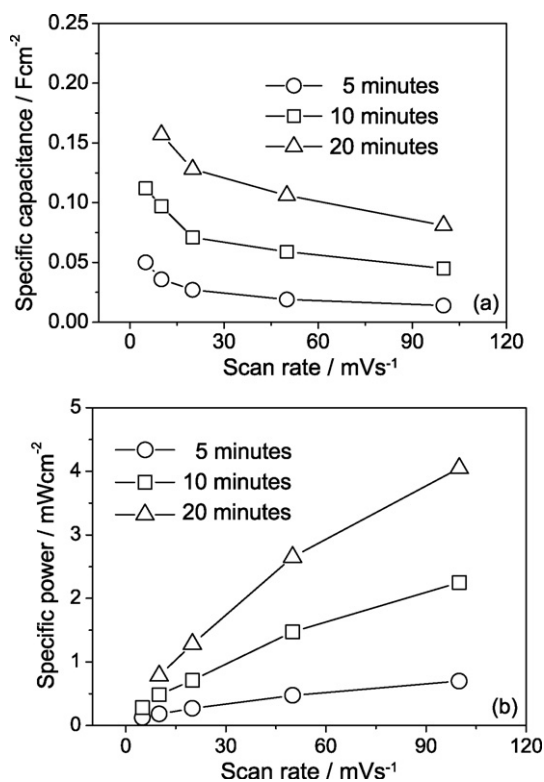 0.25
0.20
0.15
0.10
0.05
0.00
Specific capacitance / Fcm⁻²
5 minutes
10 minutes
20 minutes
(a)
0 30 60 90 120
Scan rate / mVs⁻¹
5
4
3
2
1
0
Specific power / mWcm⁻²
5 minutes
10 minutes
20 minutes
(b)
0 30 60 90 120
Scan rate / mVs⁻¹